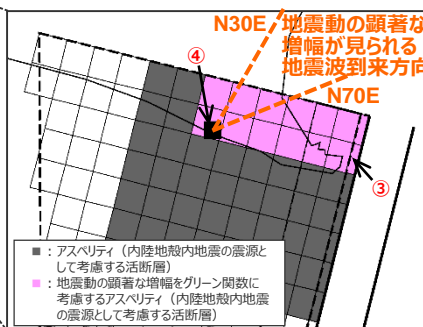 N30E 地震動の顕著な
増幅が見られる
地震波到来方向
N70E
④
③
■：アスペリティ（内陸地殻内地震の震源と
して考慮する活断層）
■：地震動の顕著な増幅をグリーン関数に
考慮するアスペリティ（内陸地殻内地震
の震源として考慮する活断層）